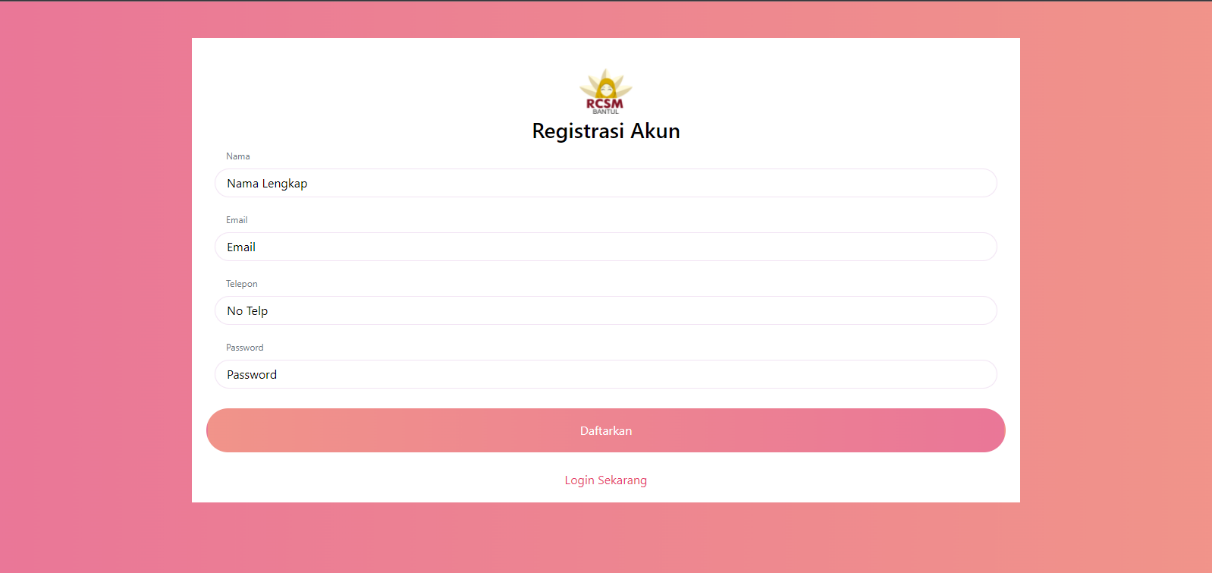 RCSM
BANTUL
Registrasi Akun
Nama
Nama Lengkap
Email
Email
Telepon
No Telp
Password
Password
Daftarkan
Login Sekarang